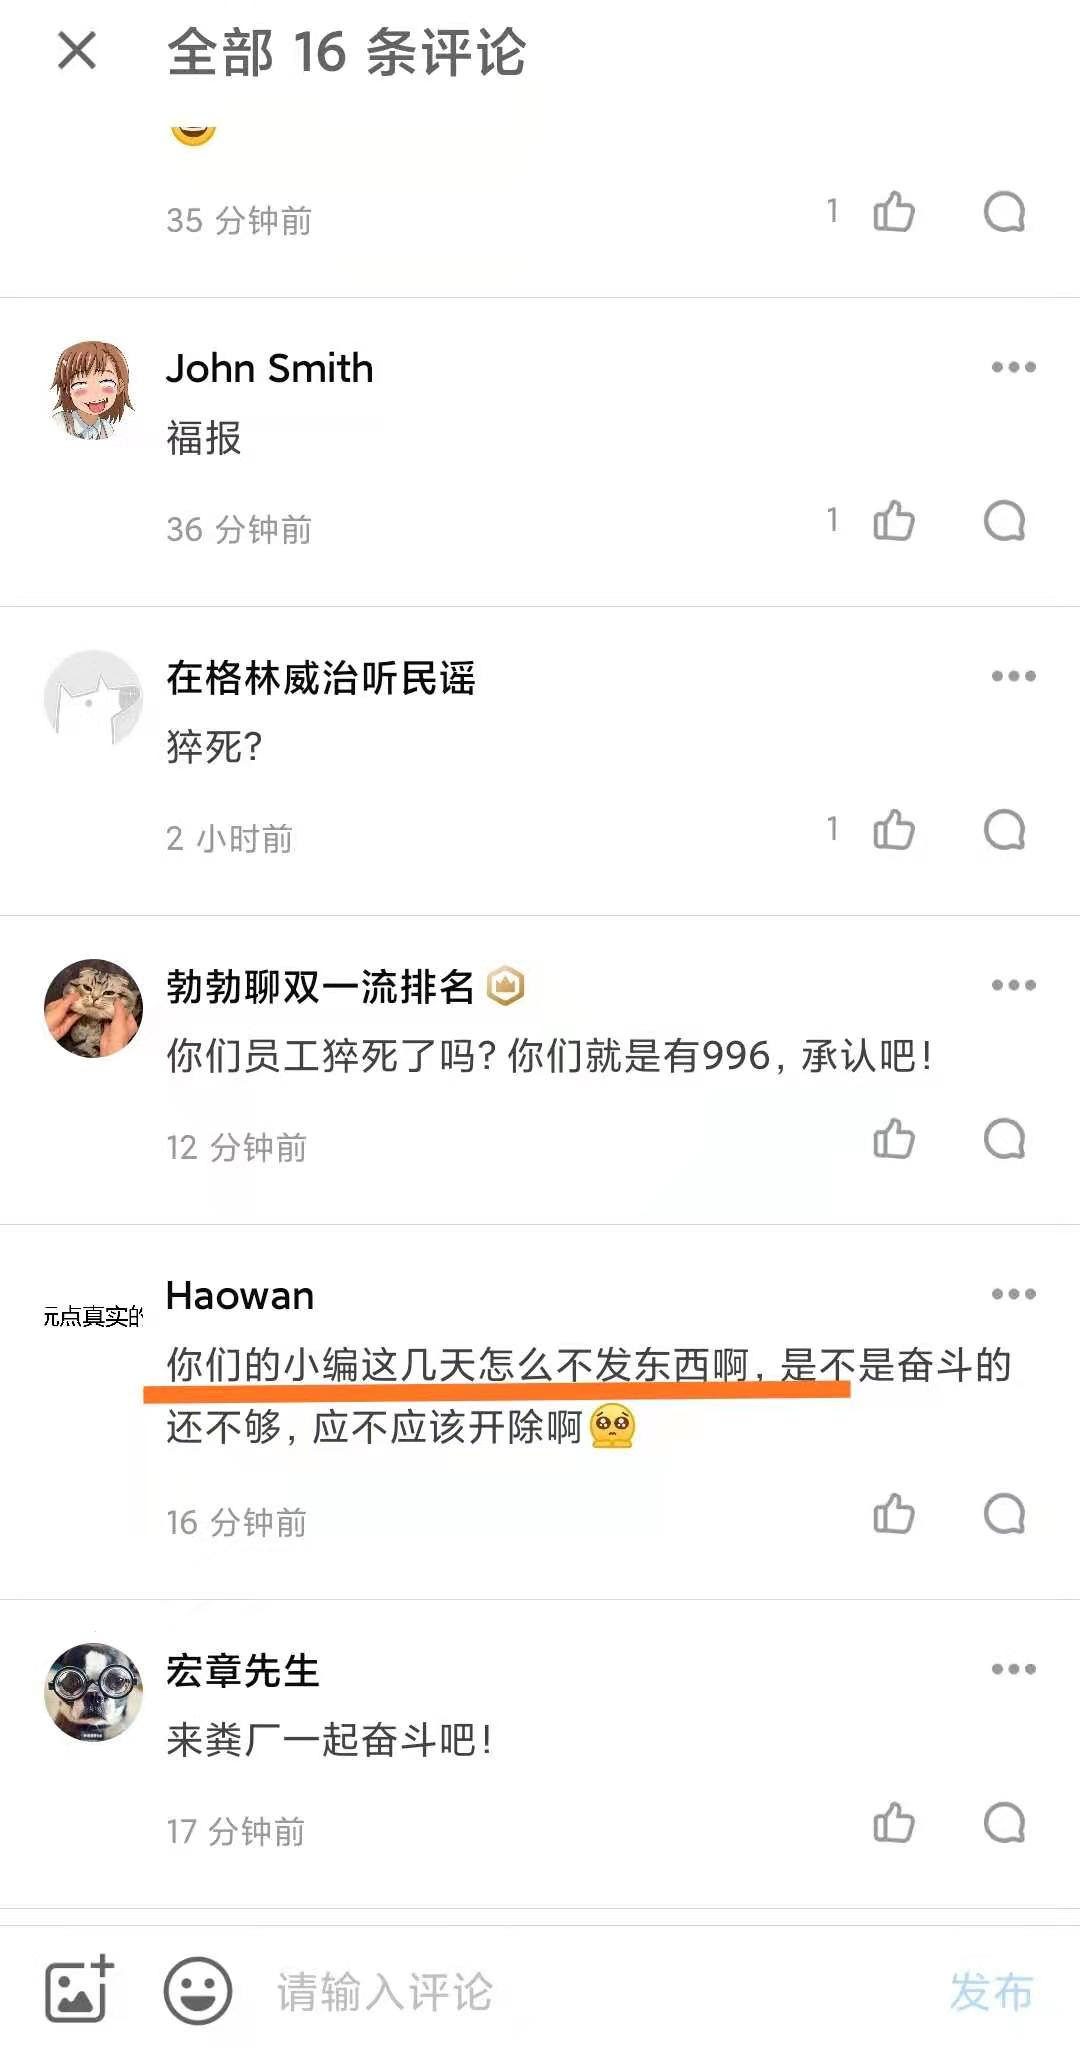 全部 16 条评论
35 分钟前
1
John Smith
福报
36 分钟前
1
在格林威治听民谣
猝死?
2 小时前
1
勃勃聊双一流排名
你们员工猝死了吗? 你们就是有996, 承认吧!
12 分钟前
Haowan
元点真实的
你们的小编这几天怎么不发东西啊, 是不是奋斗的
还不够, 应不应该开除啊
16 分钟前
宏章先生
来粪厂一起奋斗吧!
17 分钟前
请输入评论
发布